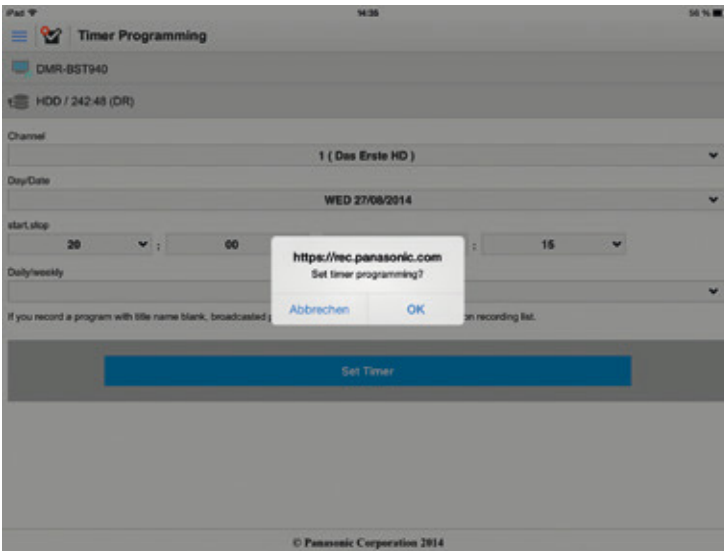 iPad 14:35 56 %
Timer Programming
DMR-BST940
HDD / 242:48 (DR)
Channel
1 ( Das Erste HD )
Day/Date
WED 27/08/2014
start,stop
20 : 00 : 15
Daily/weekly
https://rec.panasonic.com
Set timer programming?
Abbrechen OK
If you record a program with title name blank, broadcasted on recording list.
Set Timer
© Panasonic Corporation 2014